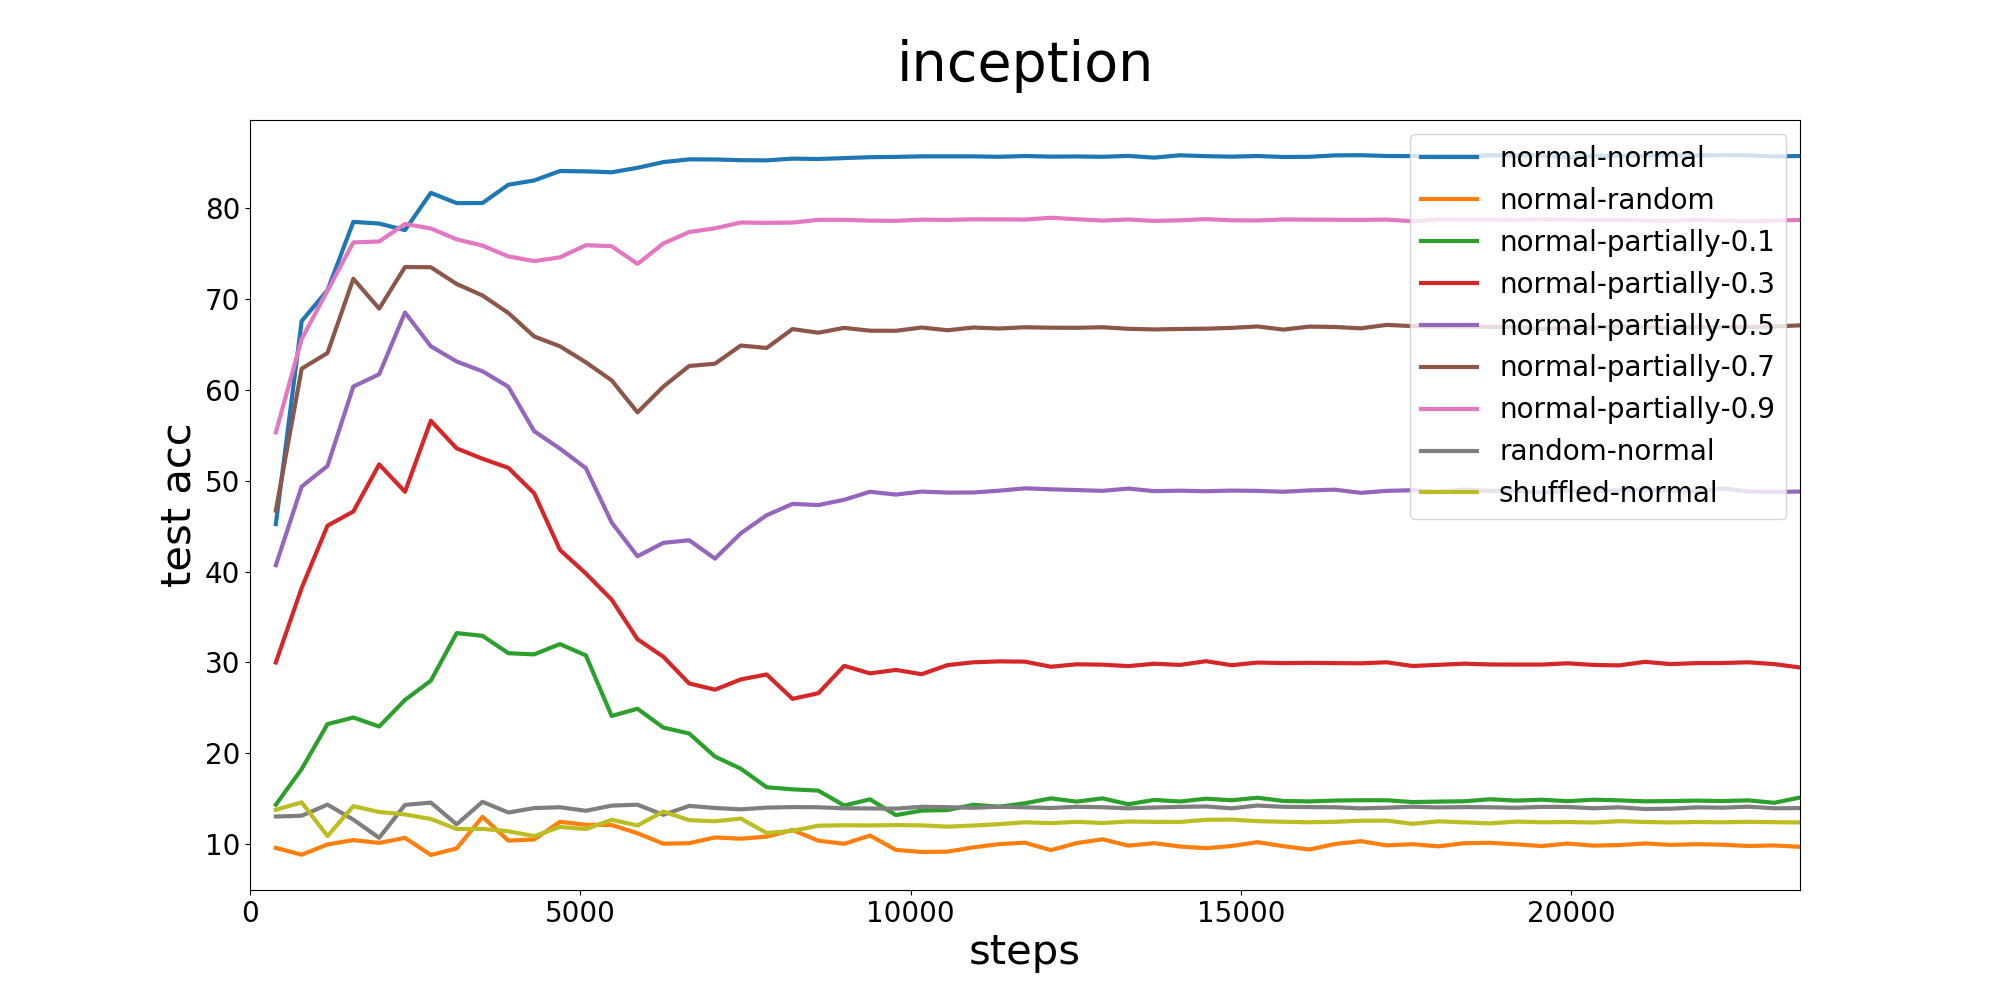 inception
test acc
80
70
60
50
40
30
20
10
0 5000 10000 15000 20000
steps
normal-normal
normal-random
normal-partially-0.1
normal-partially-0.3
normal-partially-0.5
normal-partially-0.7
normal-partially-0.9
random-normal
shuffled-normal